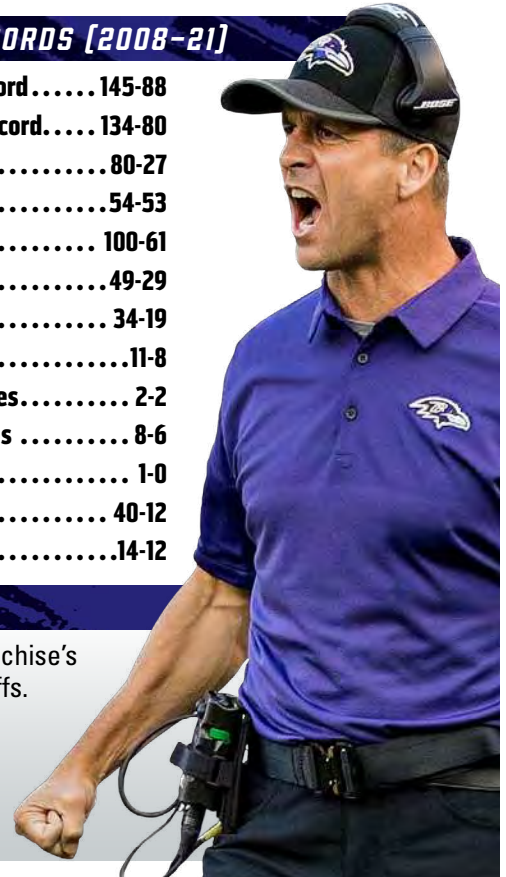 ORDS (2008–21)
ord......145-88
cord.....134-80
..........80-27
..........54-53
......... 100-61
..........49-29
.......... 34-19
............11-8
es.......... 2-2
s .......... 8-6
............. 1-0
.......... 40-12
...........14-12
chise's
ffs.
BOSE